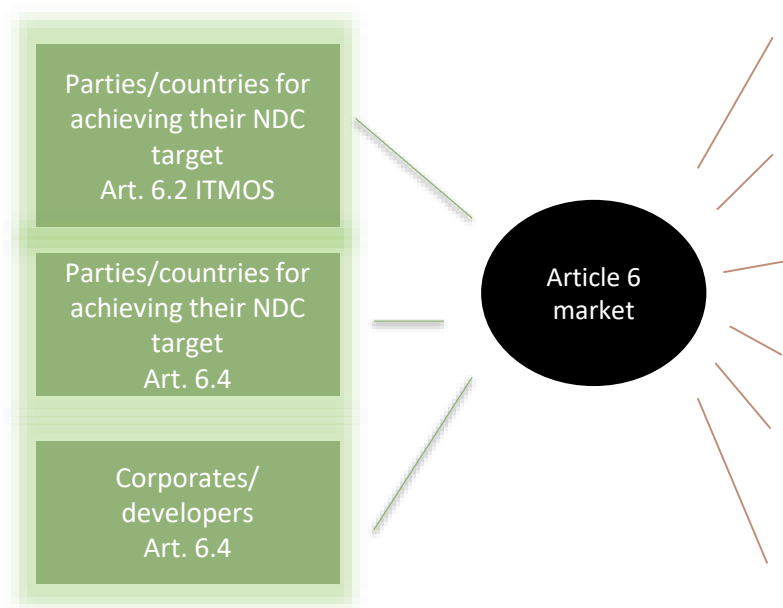 Parties/countries for
achieving their NDC
target
Art. 6.2 ITMOS
Parties/countries for
achieving their NDC
target
Art. 6.4
Corporates/
developers
Art. 6.4
Article 6
market